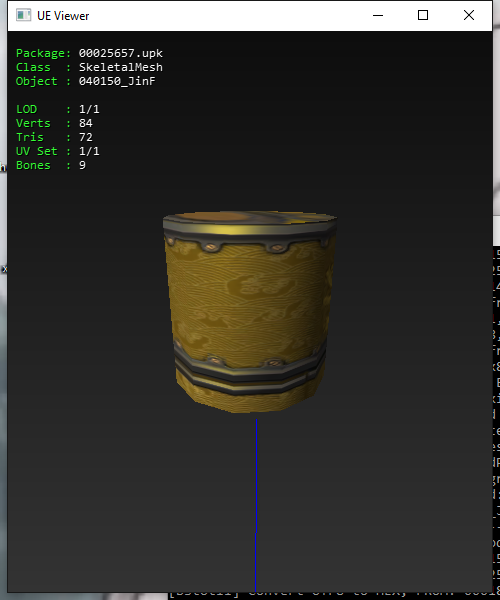 UE Viewer
Package: 00025657.upk
Class  : SkeletalMesh
Object : 040150_JinF
LOD    : 1/1
Verts  : 84
Tris   : 72
UV Set : 1/1
Bones  : 9